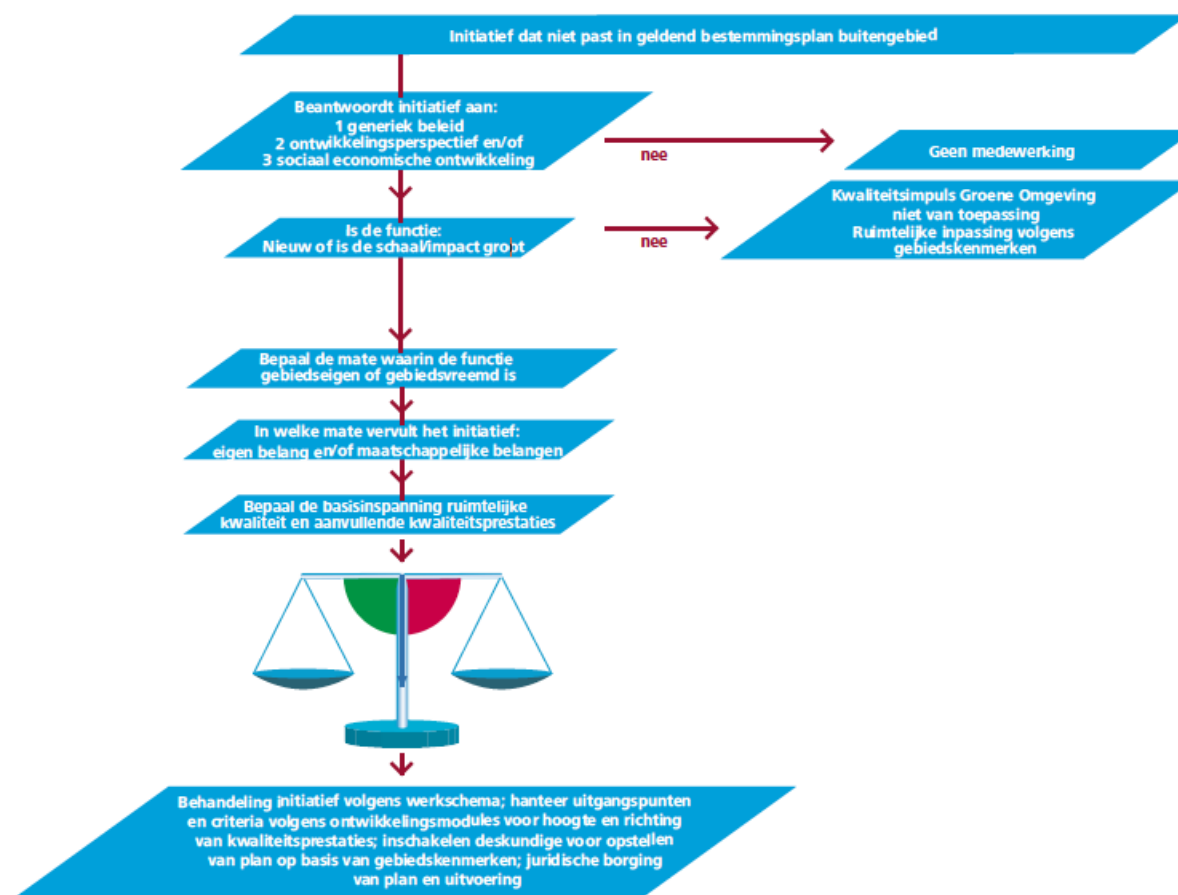 Initiatief dat niet past in geldend bestemmingsplan buitengebied
Beantwoordt initiatief aan:
1 generiek beleid
2 ontwikkelingsperspectief en/of
3 sociaal economische ontwikkeling
nee
Geen medewerking
Is de functie:
Nieuw of is de schaal/impact groot
nee
Kwaliteitsimpuls Groene Omgeving
niet van toepassing
Ruimtelijke inpassing volgens
gebiedskenmerken
Bepaal de mate waarin de functie
gebiedseigen of gebiedsvreemd is
In welke mate vervult het initiatief:
eigen belang en/of maatschappelijke belangen
Bepaal de basisinspanning ruimtelijke
kwaliteit en aanvullende kwaliteitsprestaties
Behandeling initiatief volgens werkschema; hanteer uitgangspunten
en criteria volgens ontwikkelingsmodules voor hoogte en richting
van kwaliteitsprestaties; inschakelen deskundige voor opstellen
van plan op basis van gebiedskenmerken; juridische borging
van plan en uitvoering